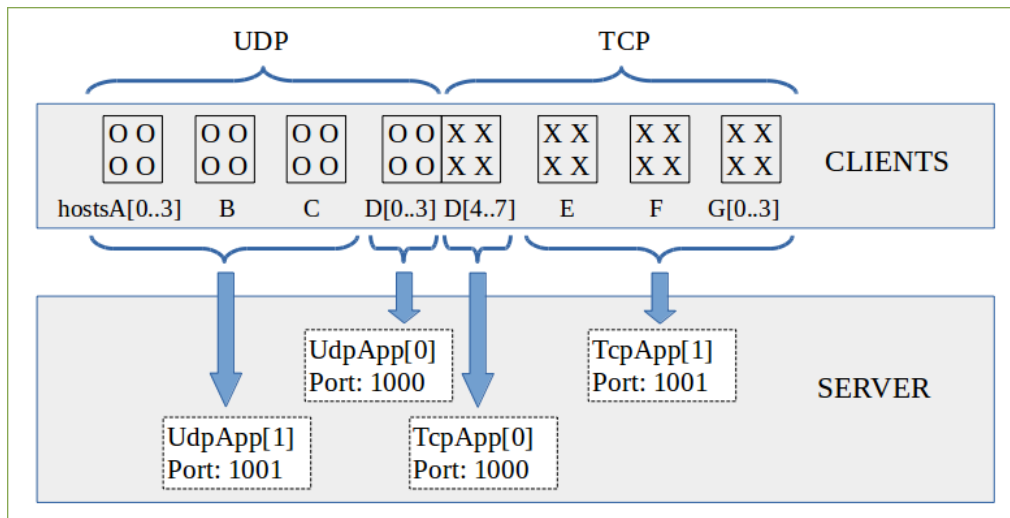 UDP TCP
O O O O O O O O X X X X X X X X
O O O O O O O O X X X X X X X X
CLIENTS
hostsA[0..3] B C D[0..3] D[4..7] E F G[0..3]
UdpApp[0]
Port: 1000
TcpApp[1]
Port: 1001
SERVER
UdpApp[1]
Port: 1001
TcpApp[0]
Port: 1000